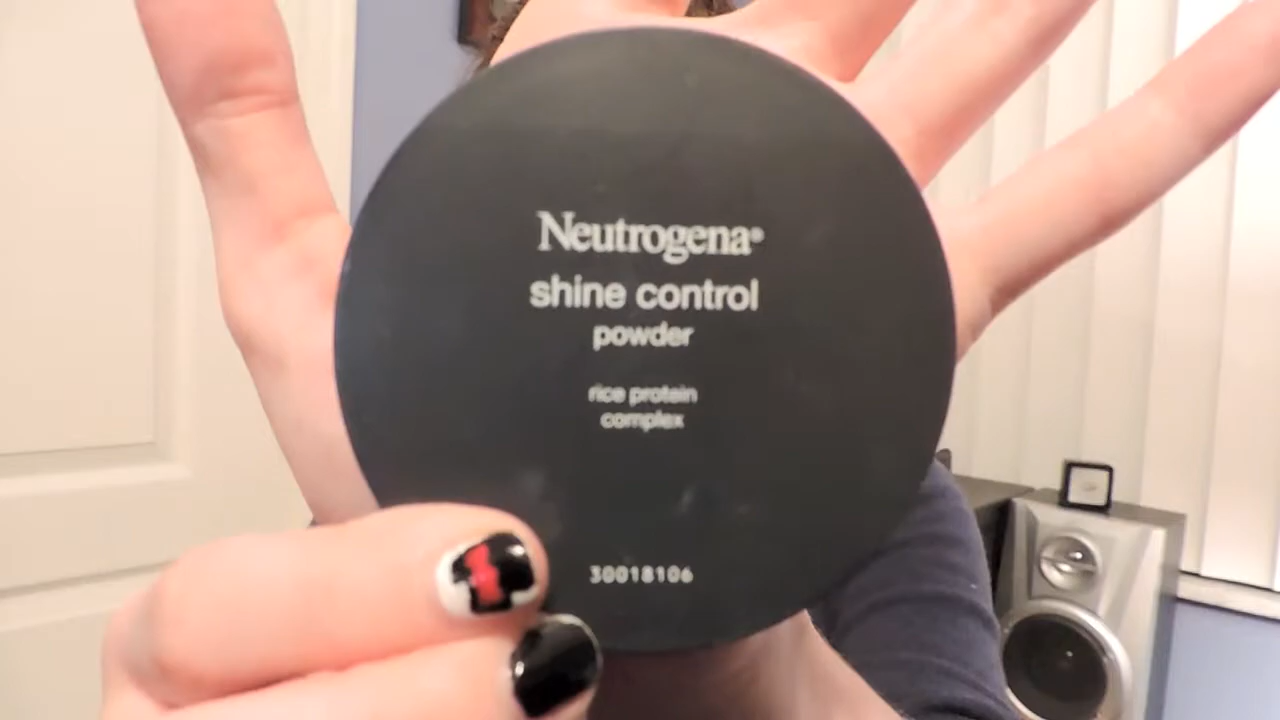 Neutrogena®
shine control
powder
rice protein
complex
30018106